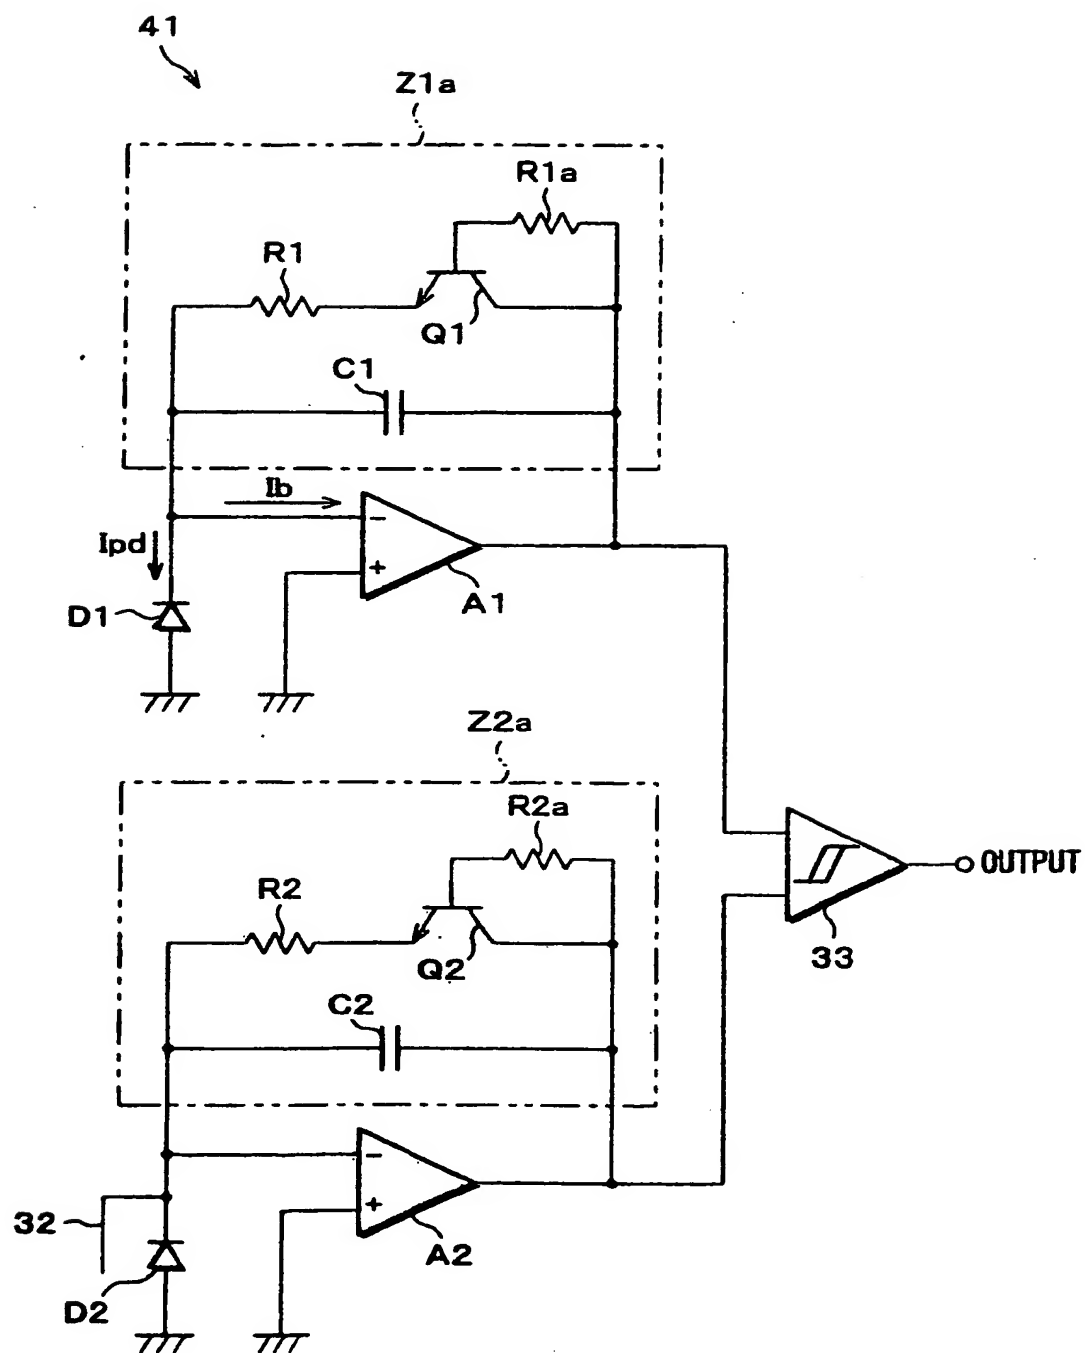 41
Z1a
R1a
R1
Q1
C1
Ib
−
Ipd
+
A1
D1
Z2a
R2a
R2
OUTPUT
33
Q2
C2
−
+
32
A2
D2